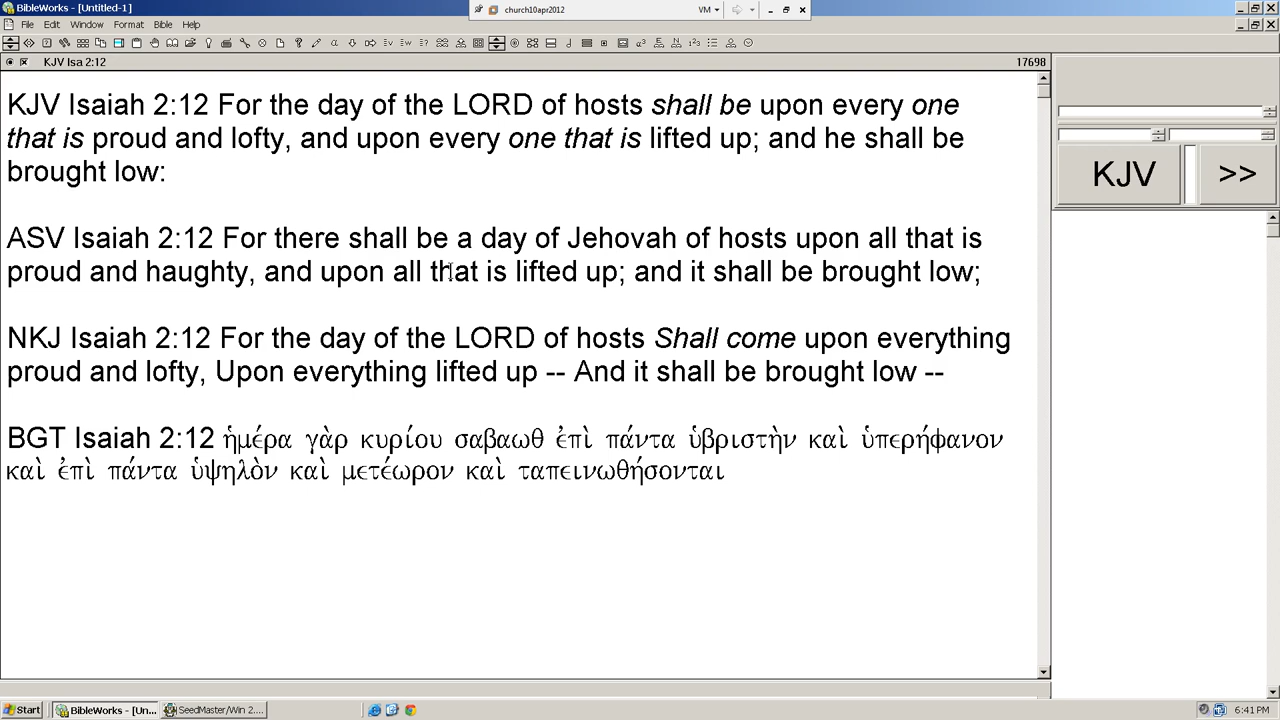 BibleWorks - [Untitled-1]
church10apr2012
VM
File Edit Window Format Bible Help
KJV Isa 2:12
17698
KJV Isaiah 2:12 For the day of the LORD of hosts shall be upon every one
that is proud and lofty, and upon every one that is lifted up; and he shall be
brought low:
KJV >>
ASV Isaiah 2:12 For there shall be a day of Jehovah of hosts upon all that is
proud and haughty, and upon all that is lifted up; and it shall be brought low;
NKJ Isaiah 2:12 For the day of the LORD of hosts Shall come upon everything
proud and lofty, Upon everything lifted up -- And it shall be brought low --
BGT Isaiah 2:12 ἡμέρα γὰρ κυρίου σαβαωθ ἐπὶ πάντα ὑβριστὴν καὶ ὑπερήφανον
καὶ ἐπὶ πάντα ὑψηλὸν καὶ μετέωρον καὶ ταπεινωθήσονται
Start BibleWorks - [Un... SeedMaster/Win 2.... 6:41 PM